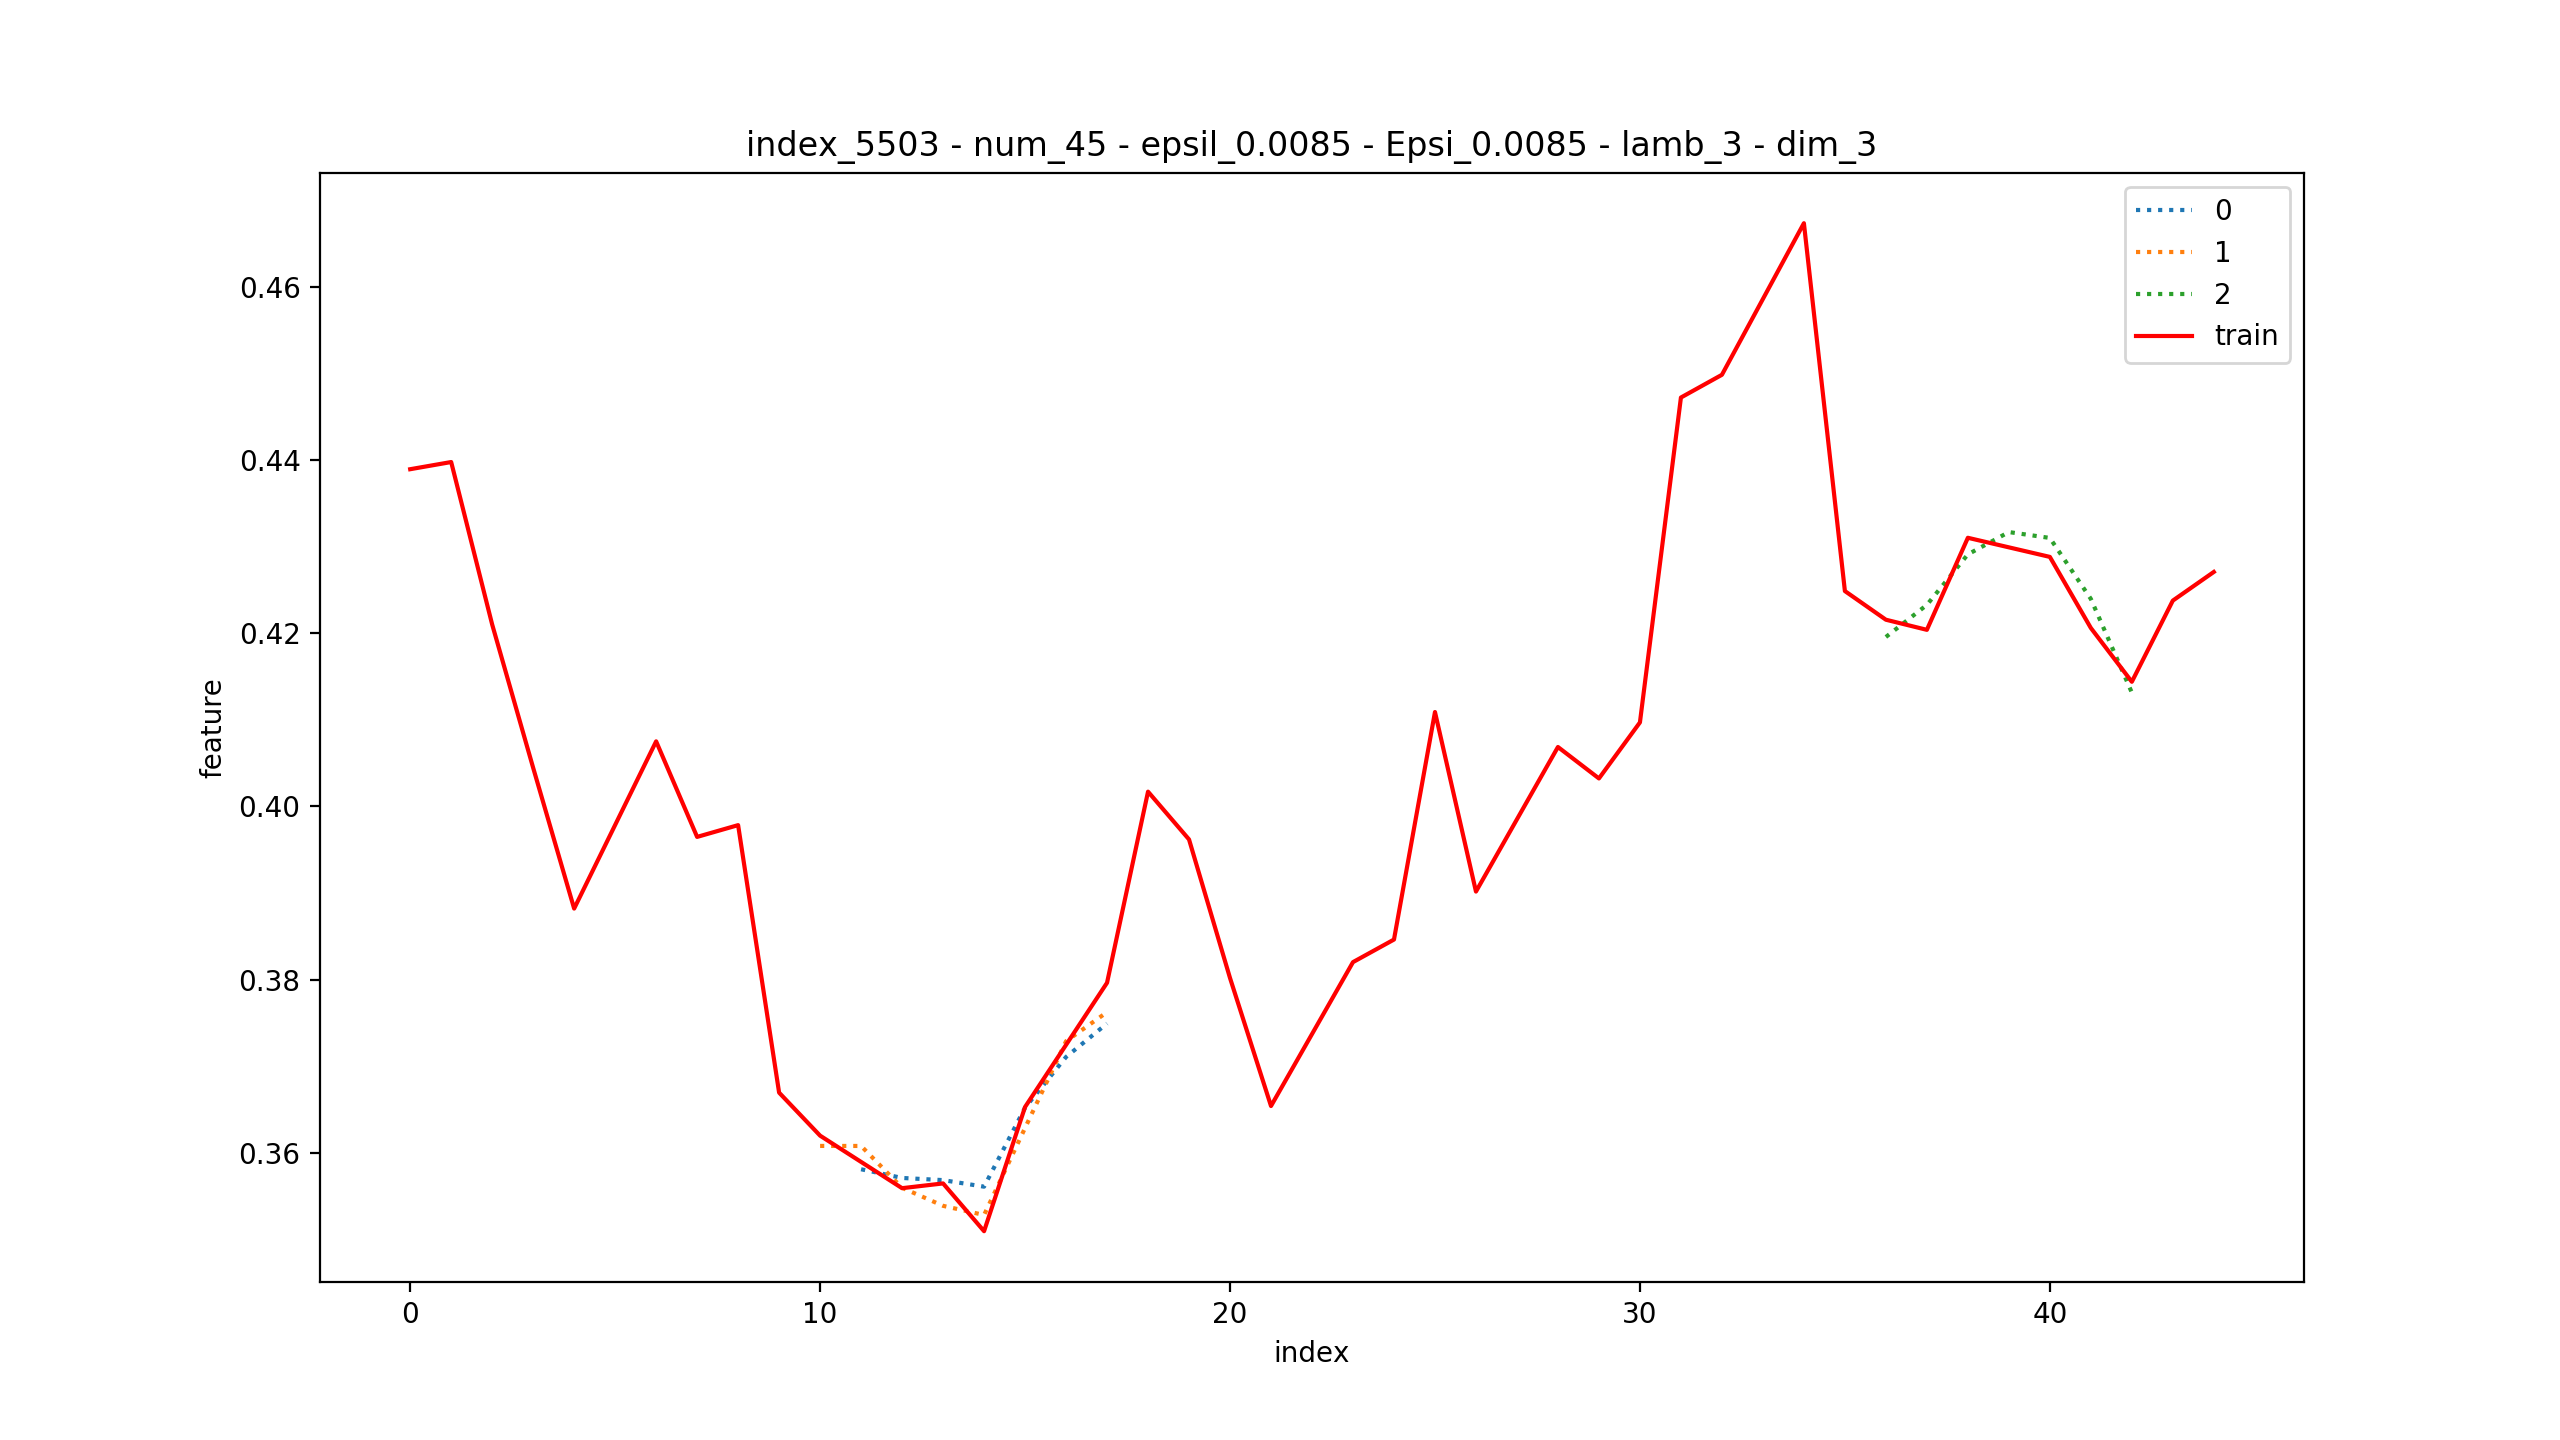 index_5503 - num_45 - epsil_0.0085 - Epsi_0.0085 - lamb_3 - dim_3
0
1
2
train
0.46
0.44
0.42
0.40
0.38
0.36
feature
0 10 20 30 40
index